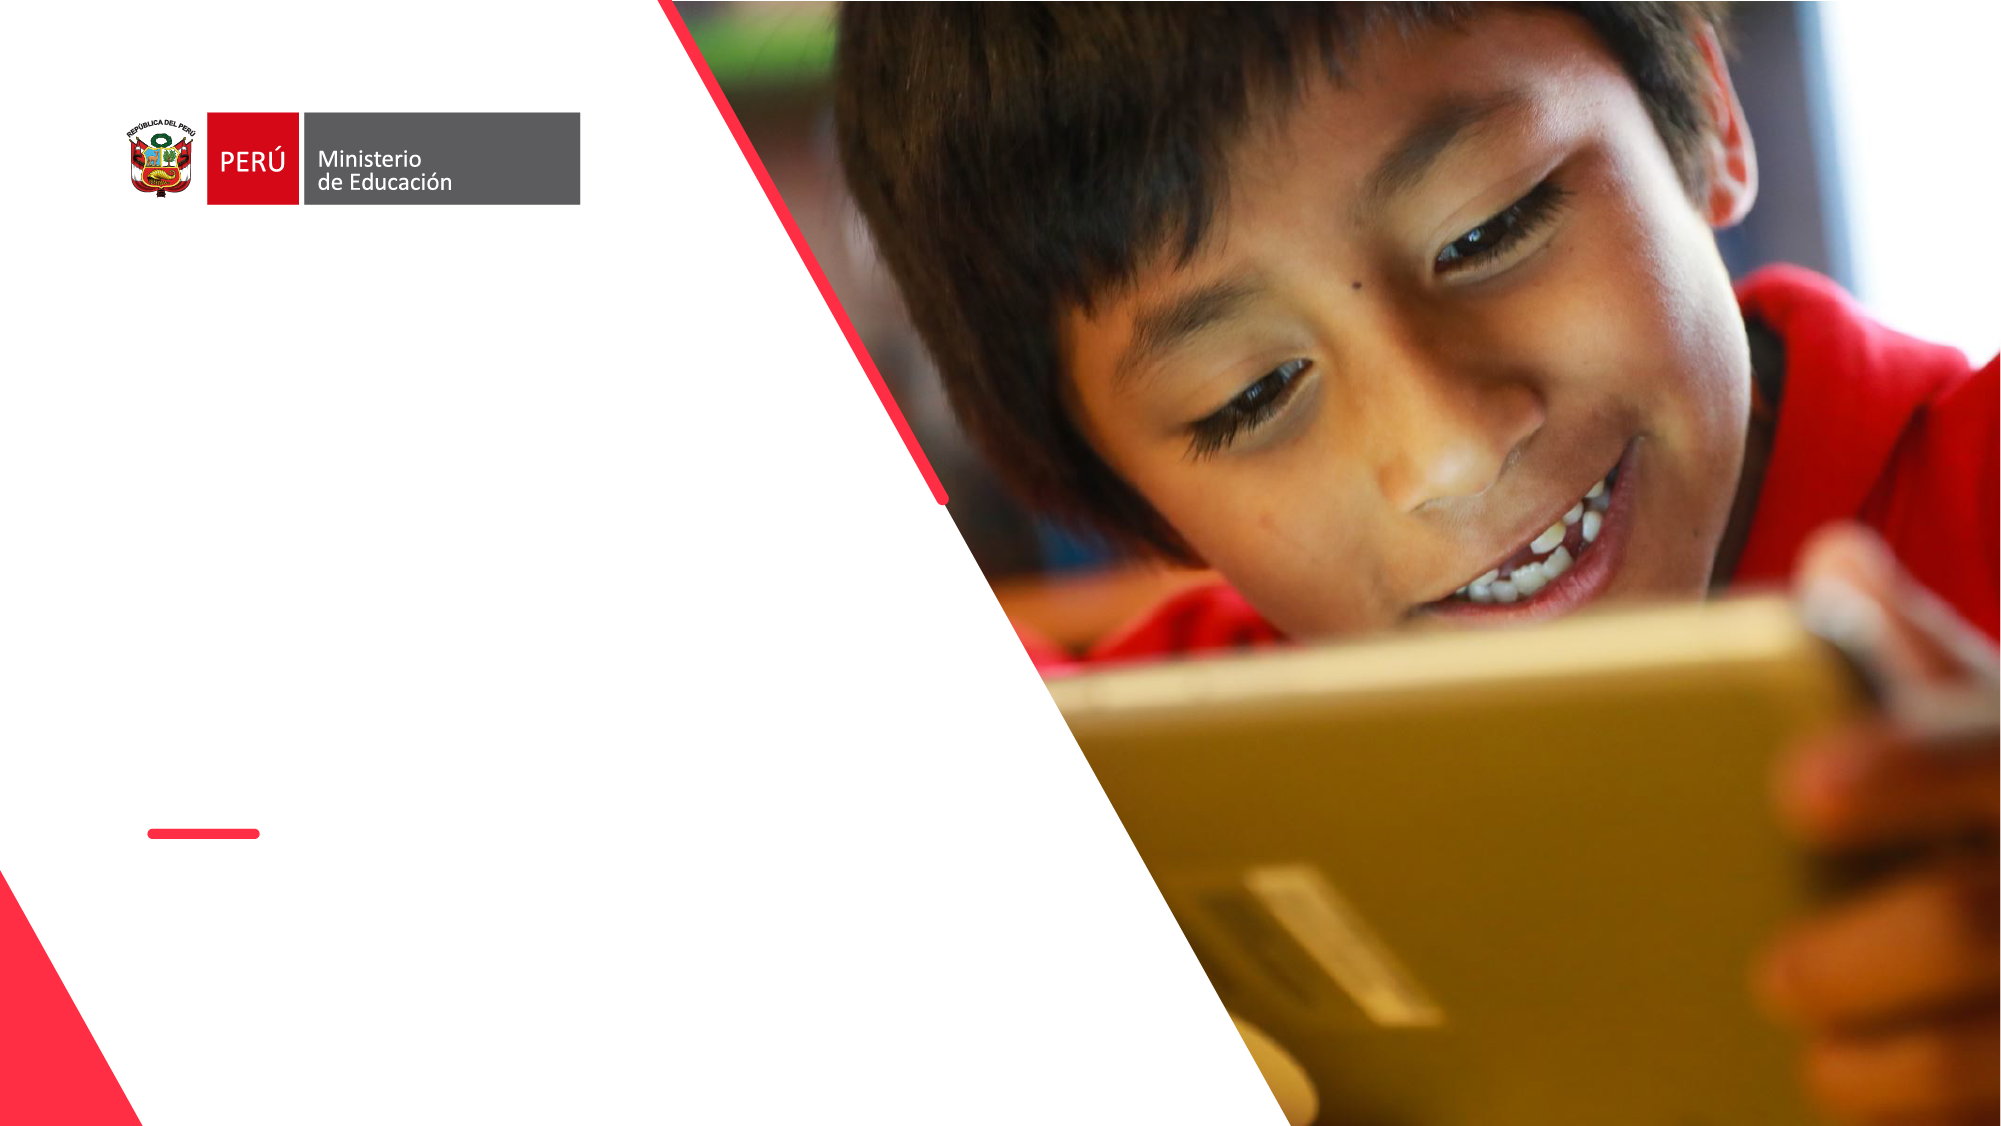 REPÚBLICA DEL PERÚ
PERÚ
Ministerio
de Educación